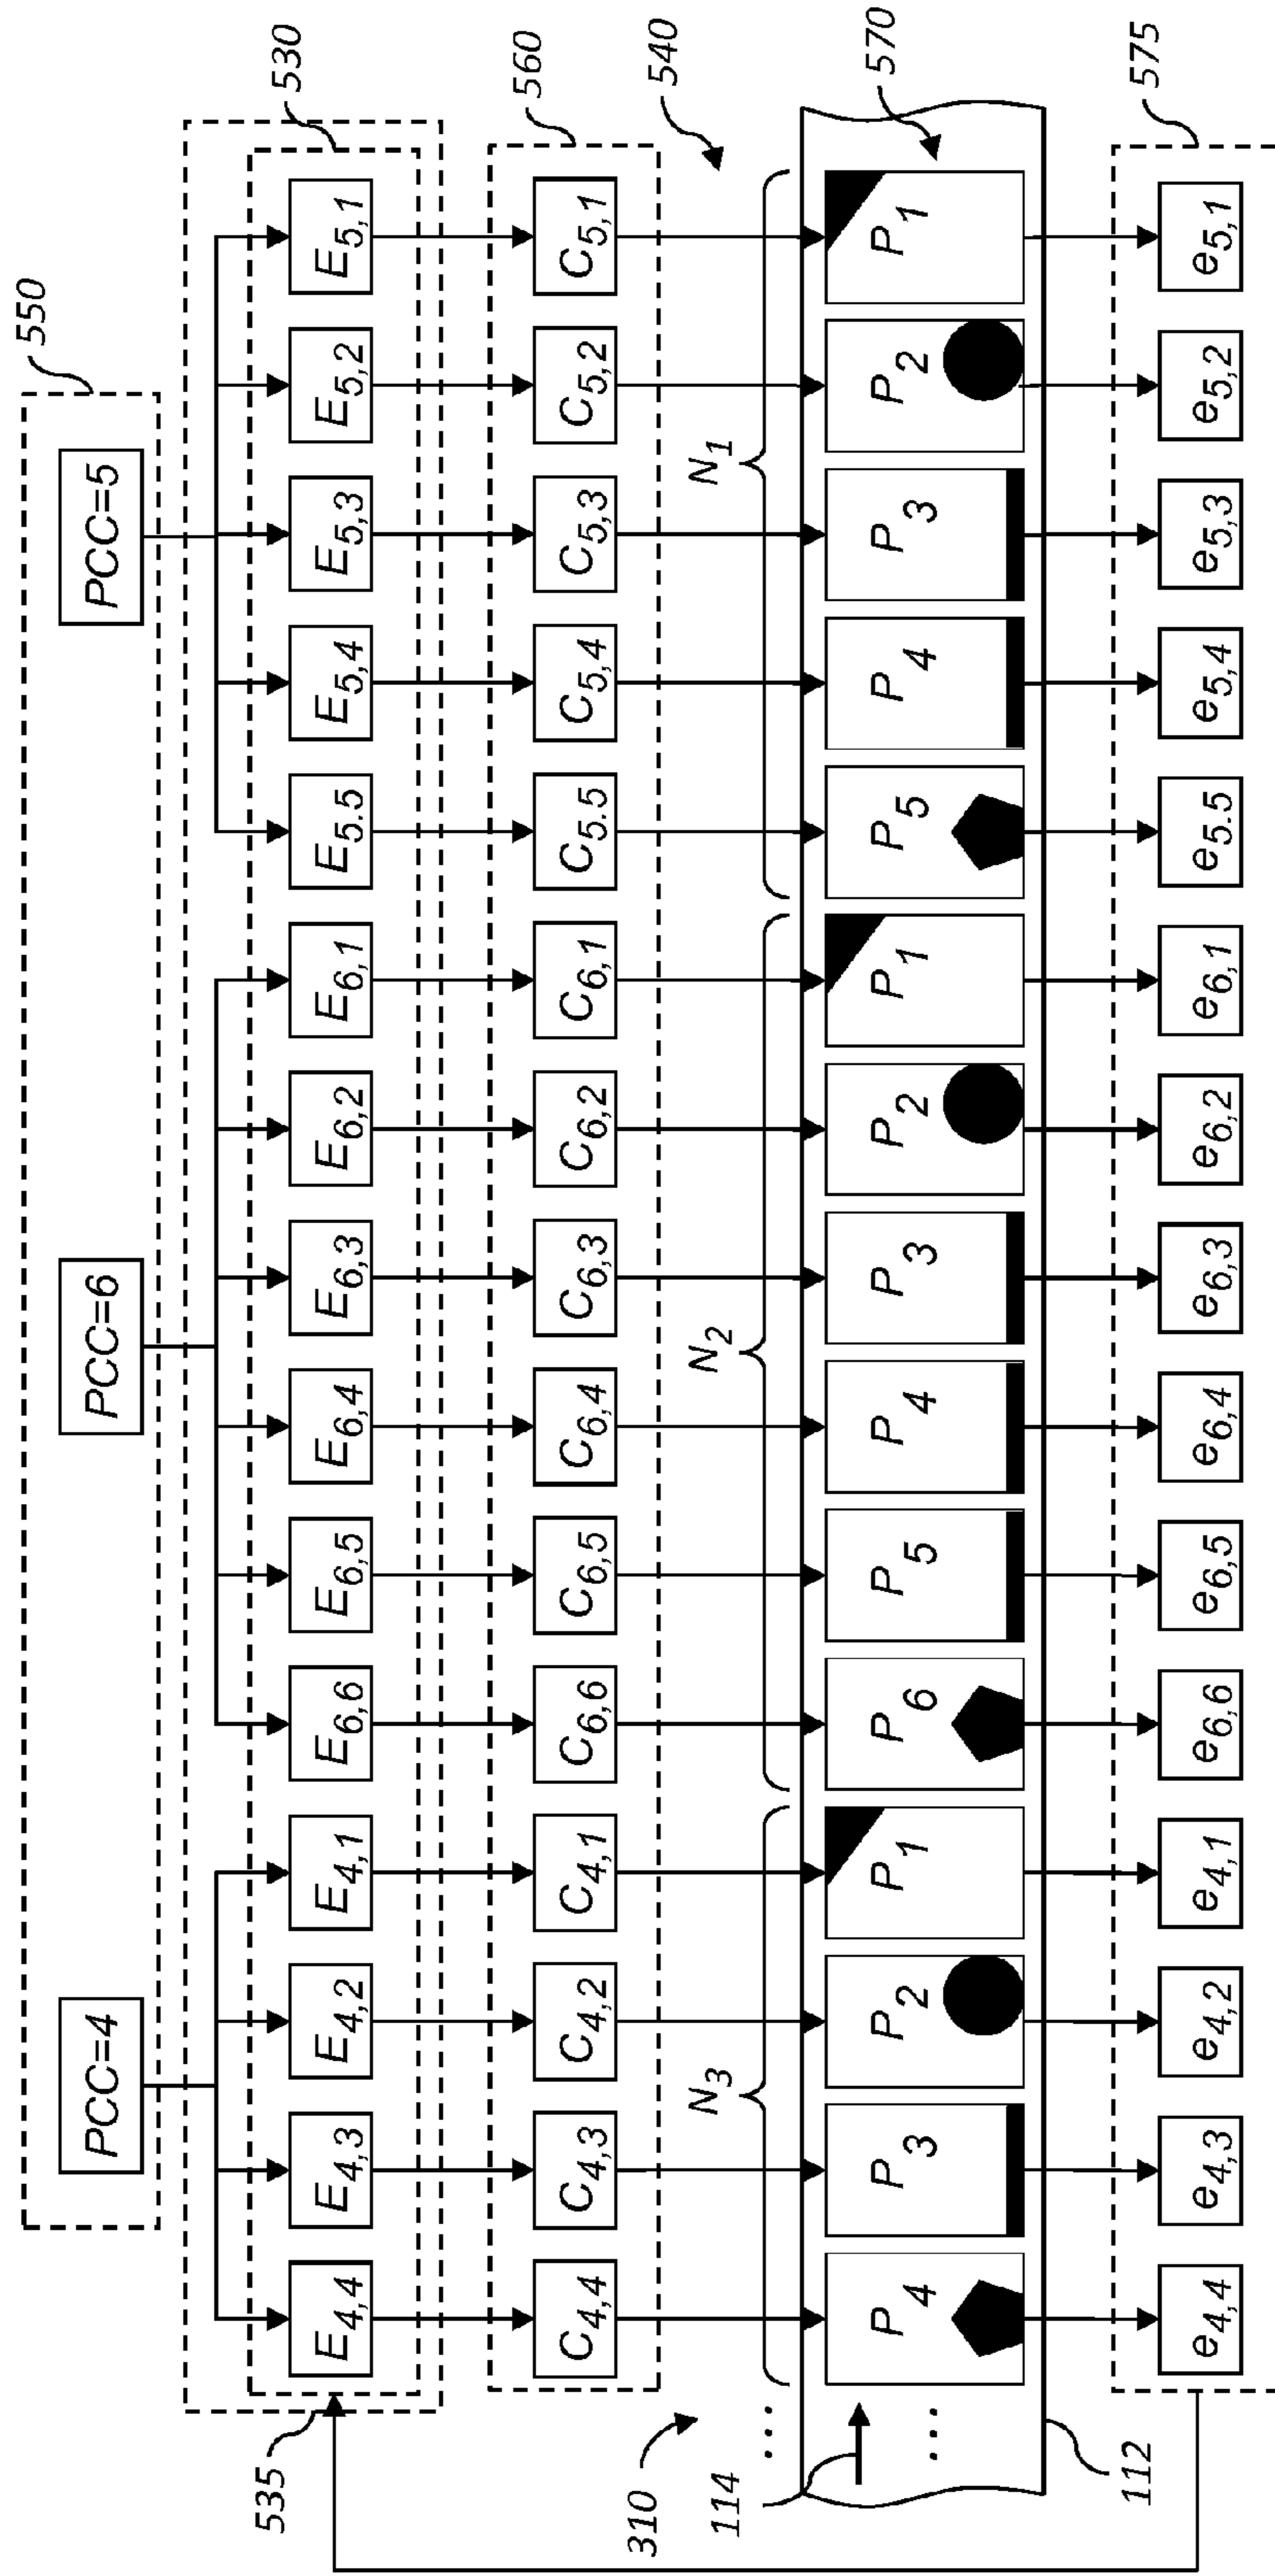 550
PCC=4 PCC=6 PCC=5
530
535
E4,4 E4,3 E4,2 E4,1 E6,6 E6,5 E6,4 E6,3 E6,2 E6,1 E5.5 E5,4 E5,3 E5,2 E5,1
560
C4,4 C4,3 C4,2 C4,1 C6,6 C6,5 C6,4 C6,3 C6,2 C6,1 C5.5 C5,4 C5,3 C5,2 C5,1
540
310
N3 N2 N1
....
114
570
P4 P3 P2 P1 P6 P5 P4 P3 P2 P1 P5 P4 P3 P2 P1
...
112
575
e4,4 e4,3 e4,2 e4,1 e6,6 e6,5 e6,4 e6,3 e6,2 e6,1 e5.5 e5,4 e5,3 e5,2 e5,1